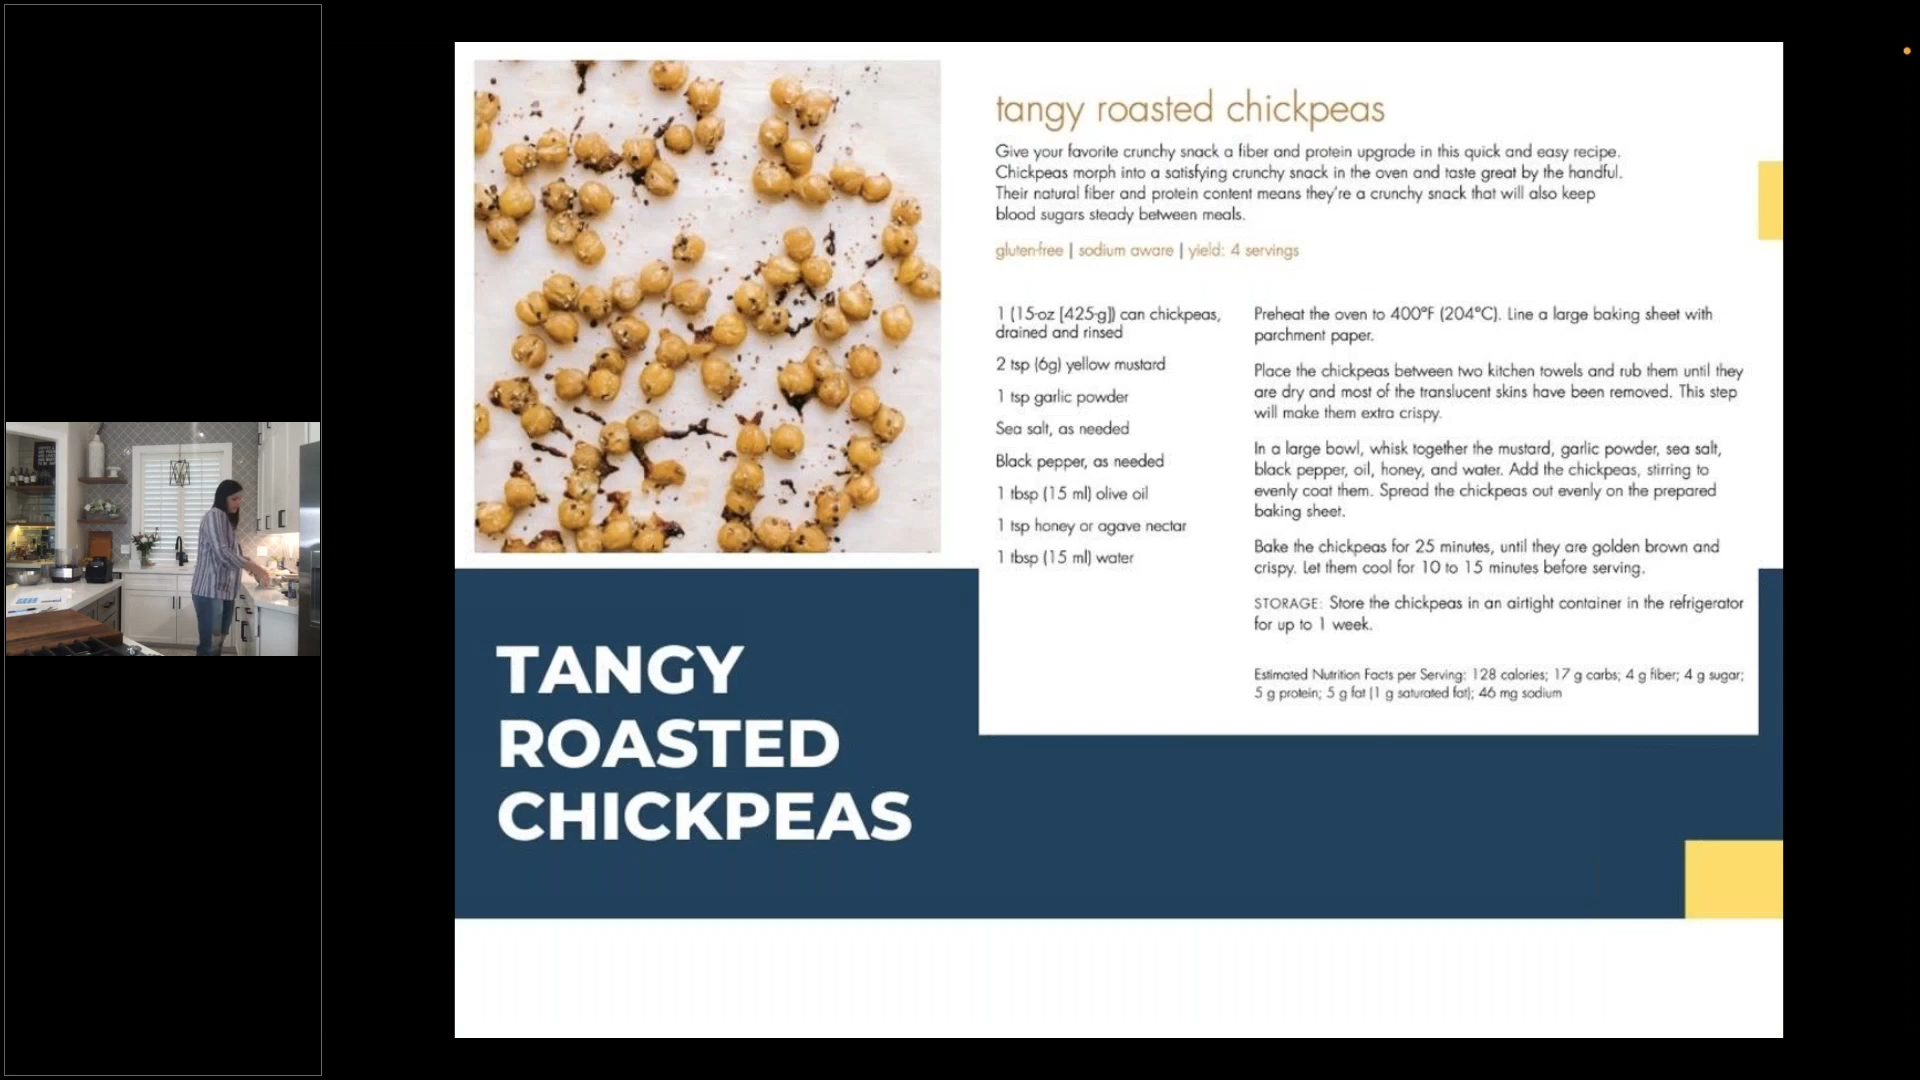 tangy roasted chickpeas
Give your favorite crunchy snack a fiber and protein upgrade in this quick and easy recipe.
Chickpeas morph into a satisfying crunchy snack in the oven and taste great by the handful.
Their natural fiber and protein content means they're a crunchy snack that will also keep
blood sugars steady between meals.
gluten-free | sodium aware | yield: 4 servings
1 (15-oz [425-g]) can chickpeas,
drained and rinsed
2 tsp (6g) yellow mustard
1 tsp garlic powder
Sea salt, as needed
Black pepper, as needed
1 tbsp (15 ml) olive oil
1 tsp honey or agave nectar
1 tbsp (15 ml) water
Preheat the oven to 400°F (204°C). Line a large baking sheet with
parchment paper.
Place the chickpeas between two kitchen towels and rub them until they
are dry and most of the translucent skins have been removed. This step
will make them extra crispy.
In a large bowl, whisk together the mustard, garlic powder, sea salt,
black pepper, oil, honey, and water. Add the chickpeas, stirring to
evenly coat them. Spread the chickpeas out evenly on the prepared
baking sheet.
Bake the chickpeas for 25 minutes, until they are golden brown and
crispy. Let them cool for 10 to 15 minutes before serving.
STORAGE: Store the chickpeas in an airtight container in the refrigerator
for up to 1 week.
Estimated Nutrition Facts per Serving: 128 calories; 17 g carbs; 4 g fiber; 4 g sugar;
5 g protein; 5 g fat (1 g saturated fat); 46 mg sodium
TANGY
ROASTED
CHICKPEAS